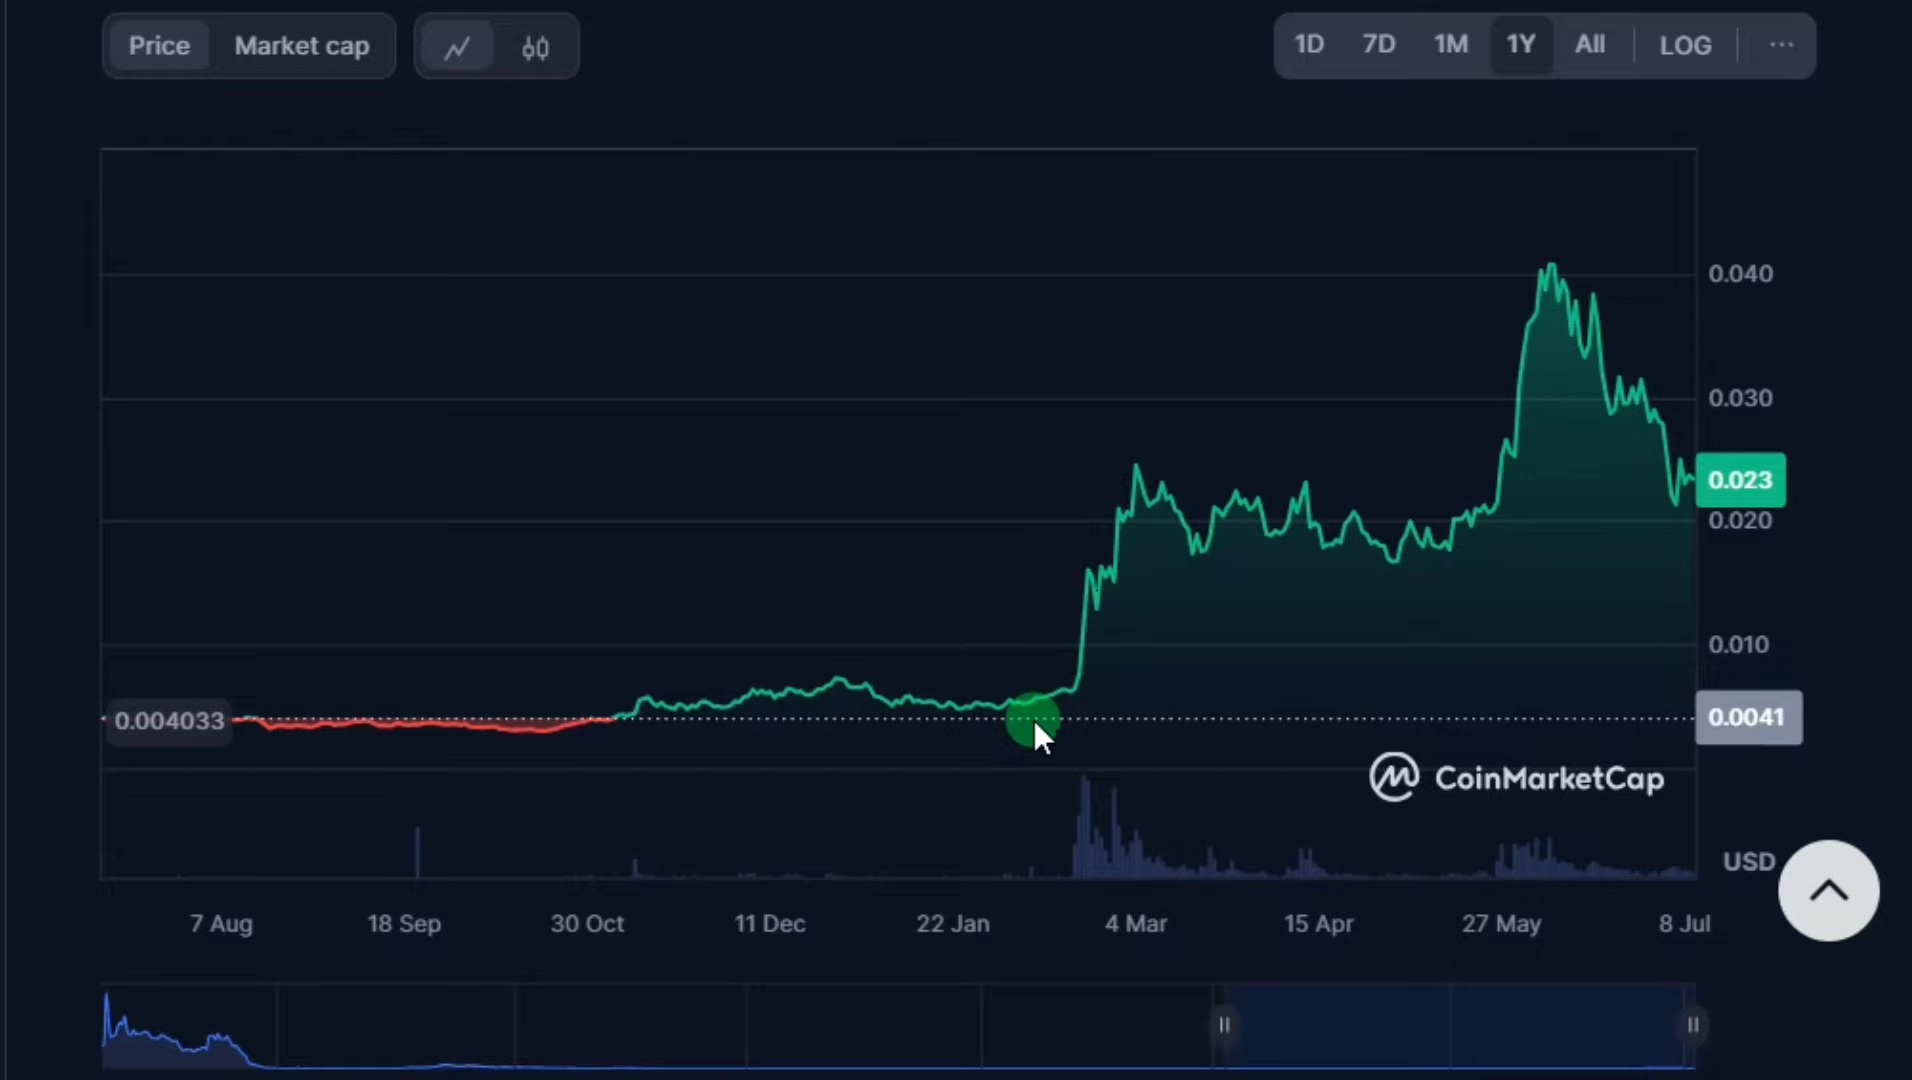 Price Market cap 1D 7D 1M 1Y All LOG ...
0.040
0.030
0.023
0.020
0.010
0.004033
0.0041
CoinMarketCap
USD
7 Aug 18 Sep 30 Oct 11 Dec 22 Jan 4 Mar 15 Apr 27 May 8 Jul